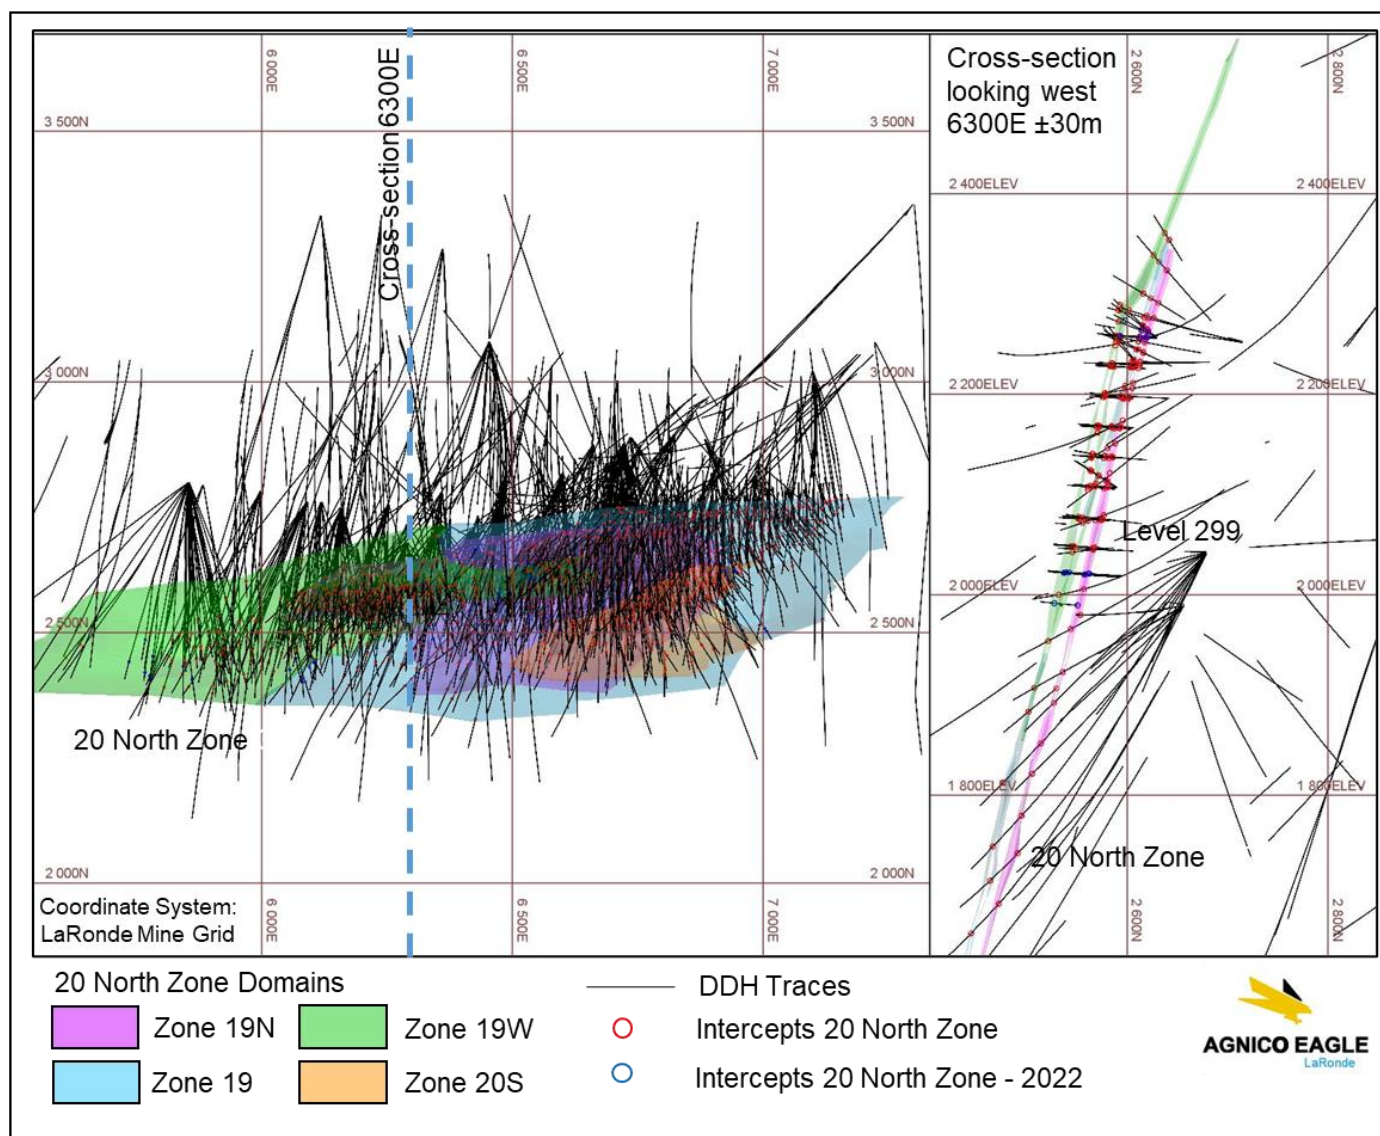 6 000E
6 500E
7 000E
Cross-section 6300E
3 500N
3 500N
3 000N
3 000N
2 500N
2 500N
20 North Zone
2 000N
2 000N
6 000E
6 500E
7 000E
Coordinate System:
LaRonde Mine Grid
Cross-section
looking west
6300E ±30m
2 600N
2 800N
2 400ELEV
2 400ELEV
2 200ELEV
2 200ELEV
Level 299
2 000ELEV
2 000ELEV
1 800ELEV
1 800ELEV
20 North Zone
2 600N
2 800N
20 North Zone Domains
Zone 19N
Zone 19W
Zone 19
Zone 20S
DDH Traces
Intercepts 20 North Zone
Intercepts 20 North Zone - 2022
AGNICO EAGLE
LaRonde